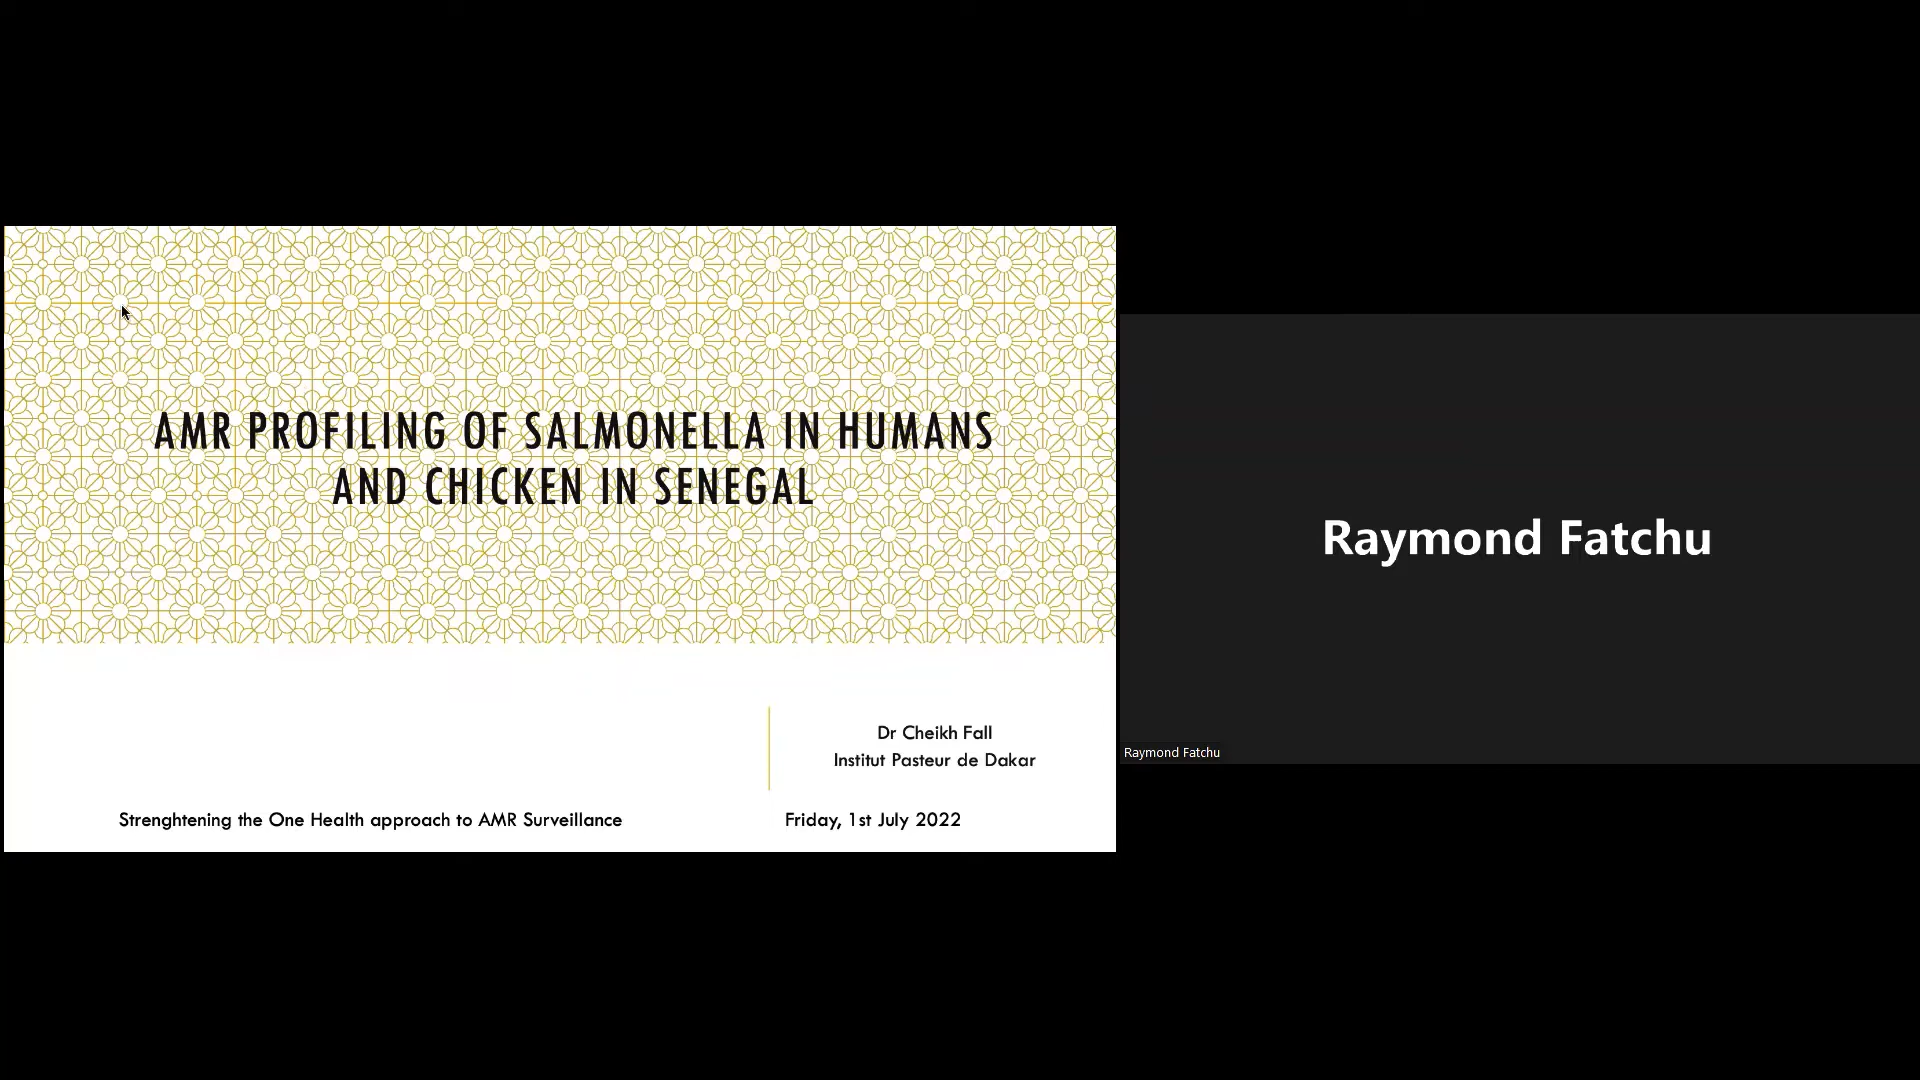 AMR PROFILING OF SALMONELLA IN HUMANS
AND CHICKEN IN SENEGAL
Dr Cheikh Fall
Institut Pasteur de Dakar
Strenghtening the One Health approach to AMR Surveillance
Friday, 1st July 2022
Raymond Fatchu
Raymond Fatchu